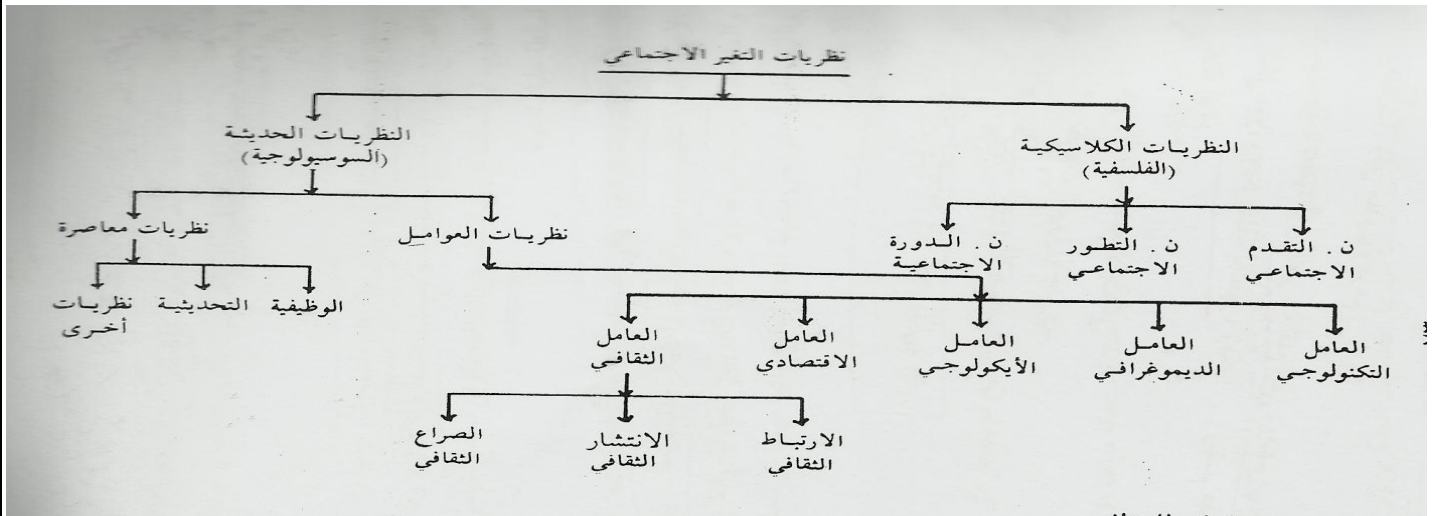 نظريات التغير الاجتماعي
النظريات الكلاسيكية
(الفلسفية)
النظريات الحديثة
(السوسيولوجية)
ن . التقدم
الاجتماعي
ن . التطور
الاجتماعي
ن . الدورة
الاجتماعية
نظريات العوامل
نظريات معاصرة
الوظيفية
التحديثية
نظريات
أخرى
العامل
التكنولوجي
العامل
الديموغرافي
العامل
الأيكولوجي
العامل
الاقتصادي
العامل
الثقافي
الارتباط
الثقافي
الانتشار
الثقافي
الصراع
الثقافي